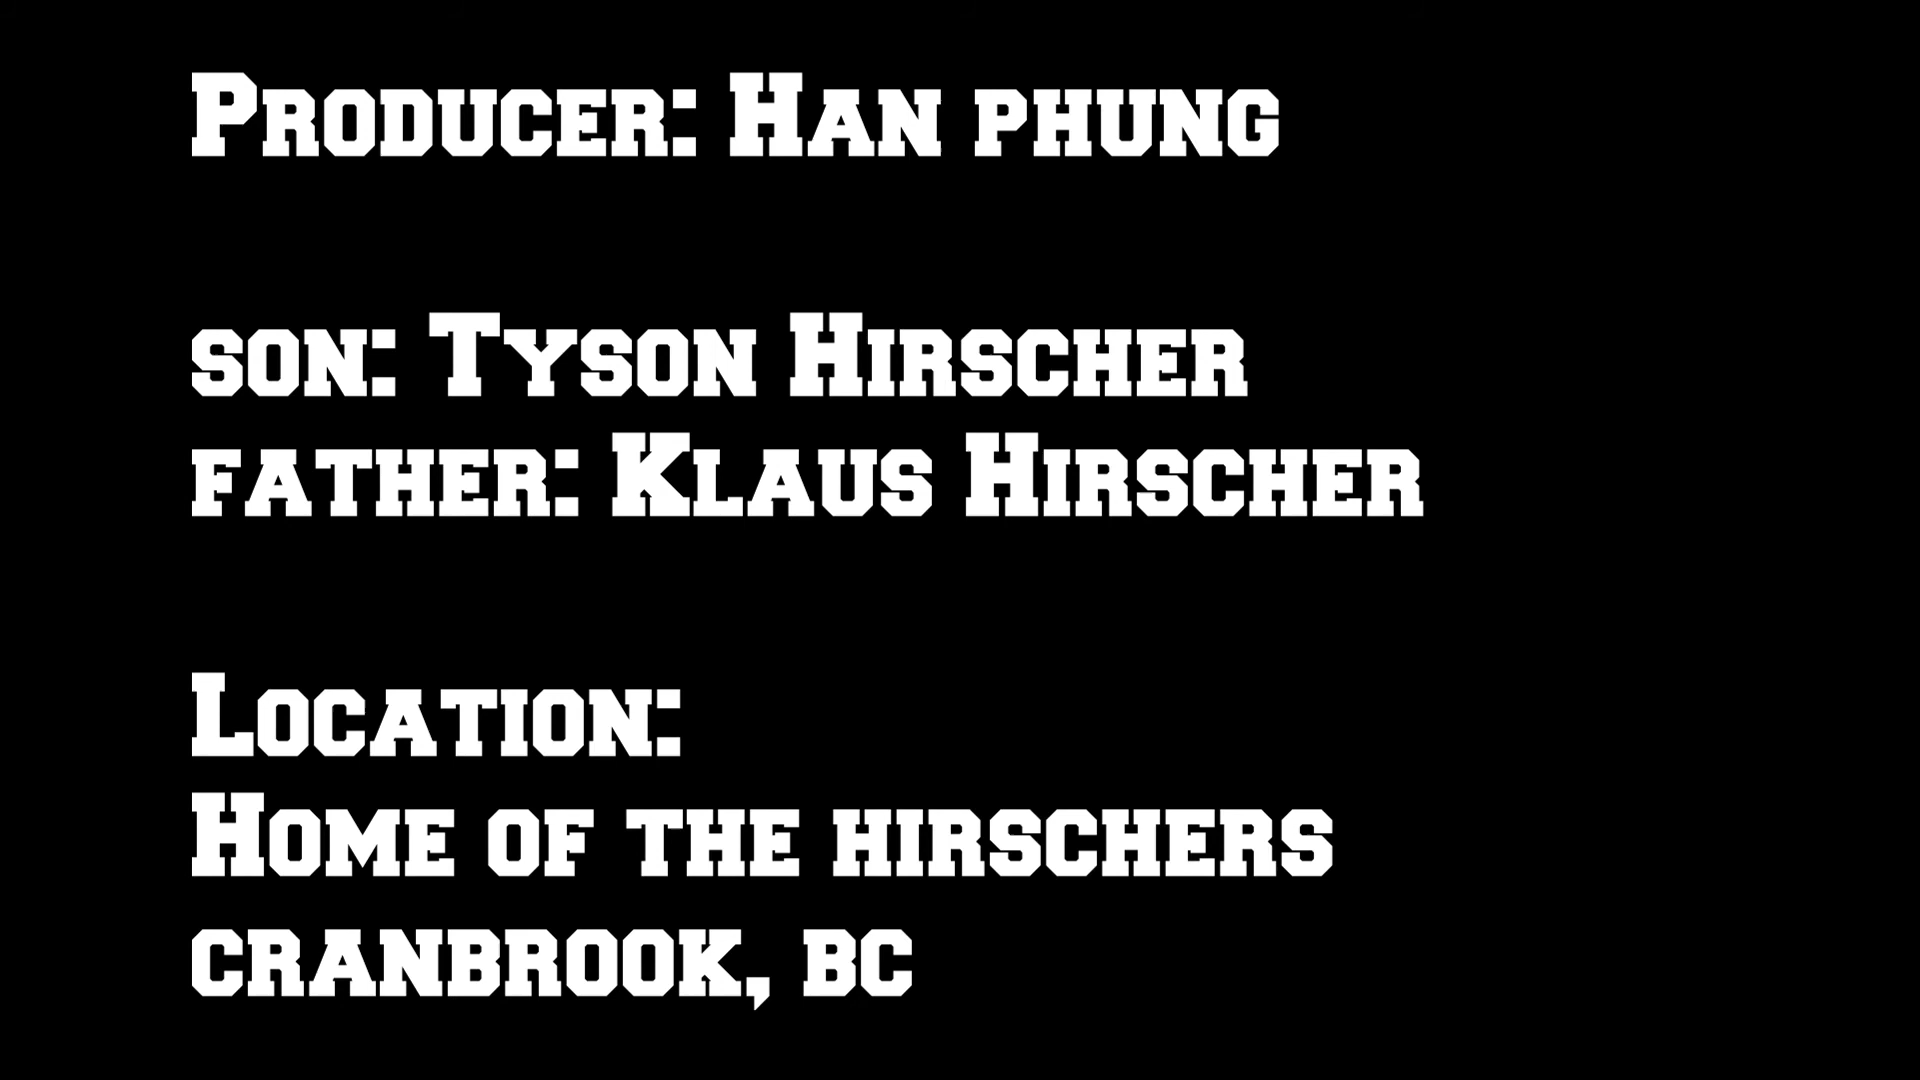 Producer: Han phung
son: Tyson Hirscher
father: Klaus Hirscher
Location:
Home of the hirschers
cranbrook, bc